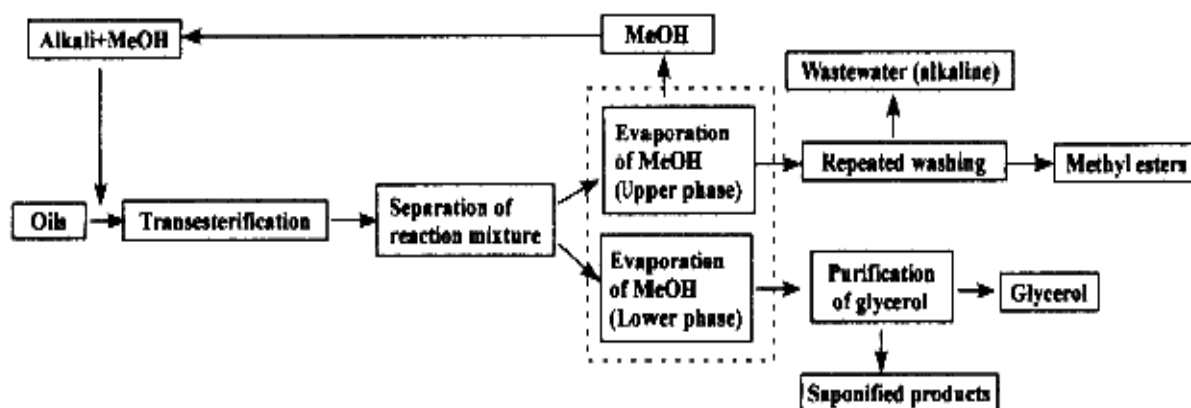 Alkali+MeOH
MeOH
Wastewater (alkaline)
Evaporation
of MeOH
(Upper phase)
Repeated washing
Methyl esters
Oils
Transesterification
Separation of
reaction mixture
Evaporation
of MeOH
(Lower phase)
Purification
of glycerol
Glycerol
Saponified products